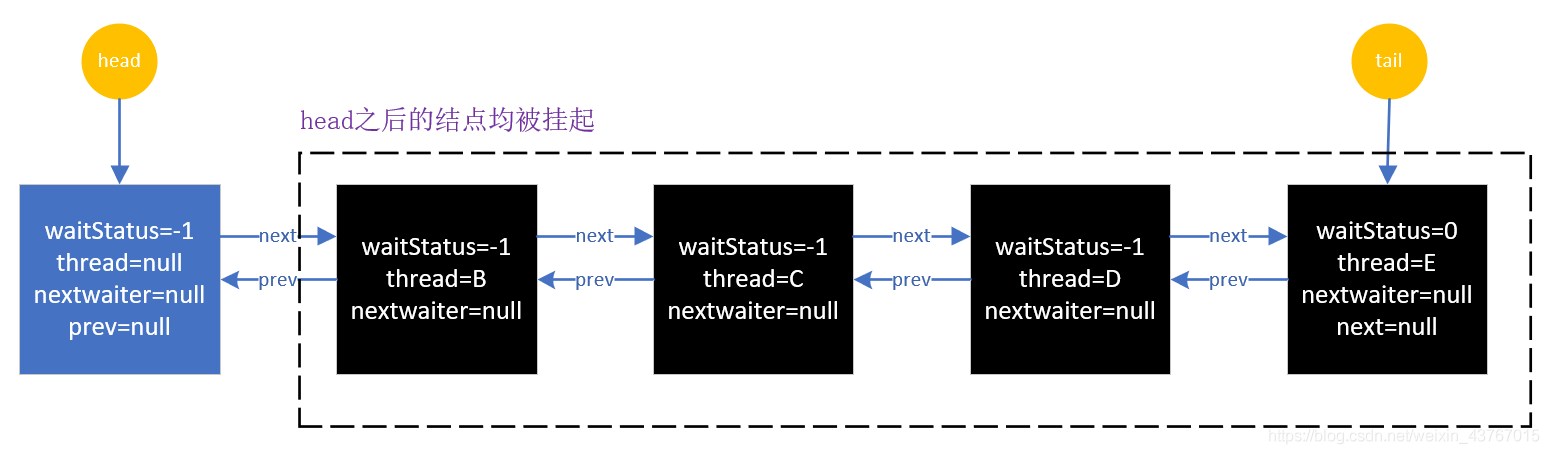 head
tail
head之后的结点均被挂起
waitStatus=-1
thread=null
nextwaiter=null
prev=null
next
prev
waitStatus=-1
thread=B
nextwaiter=null
next
prev
waitStatus=-1
thread=C
nextwaiter=null
next
prev
waitStatus=-1
thread=D
nextwaiter=null
next
prev
waitStatus=0
thread=E
nextwaiter=null
next=null
https://blog.csdn.net/weixin_43767015